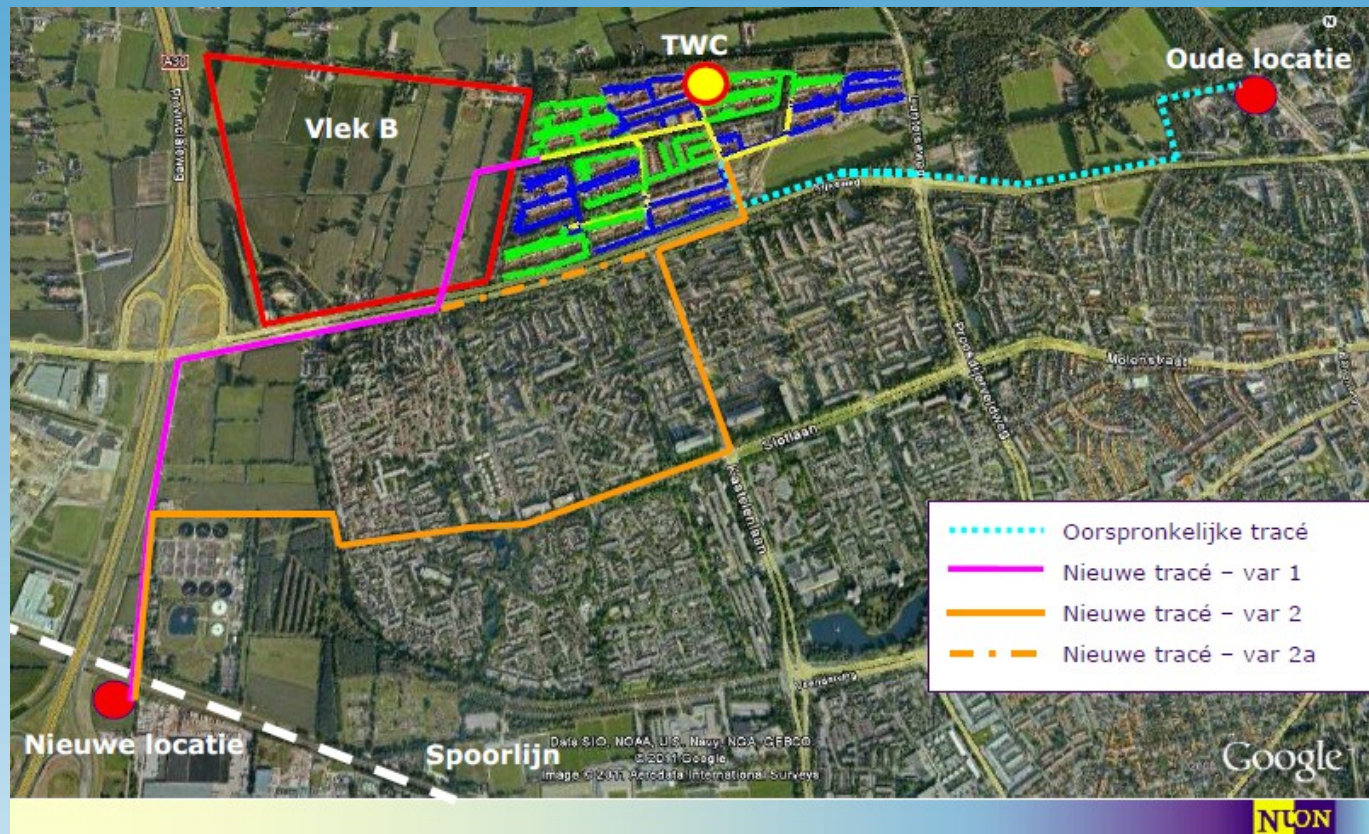 N
TWC
Oude locatie
A30
Vlek B
Provincialeweg
Rijksweg
Molenstraat
Slotlaan
Oorspronkelijke tracé
Nieuwe tracé – var 1
Nieuwe tracé – var 2
Nieuwe tracé – var 2a
Nieuwe locatie
Spoorlijn
Data SIO, NOAA, U.S. Navy, NGA, GEBCO
© 2011 Google
Image © 2011 Aerodata International Surveys
Google
NUON